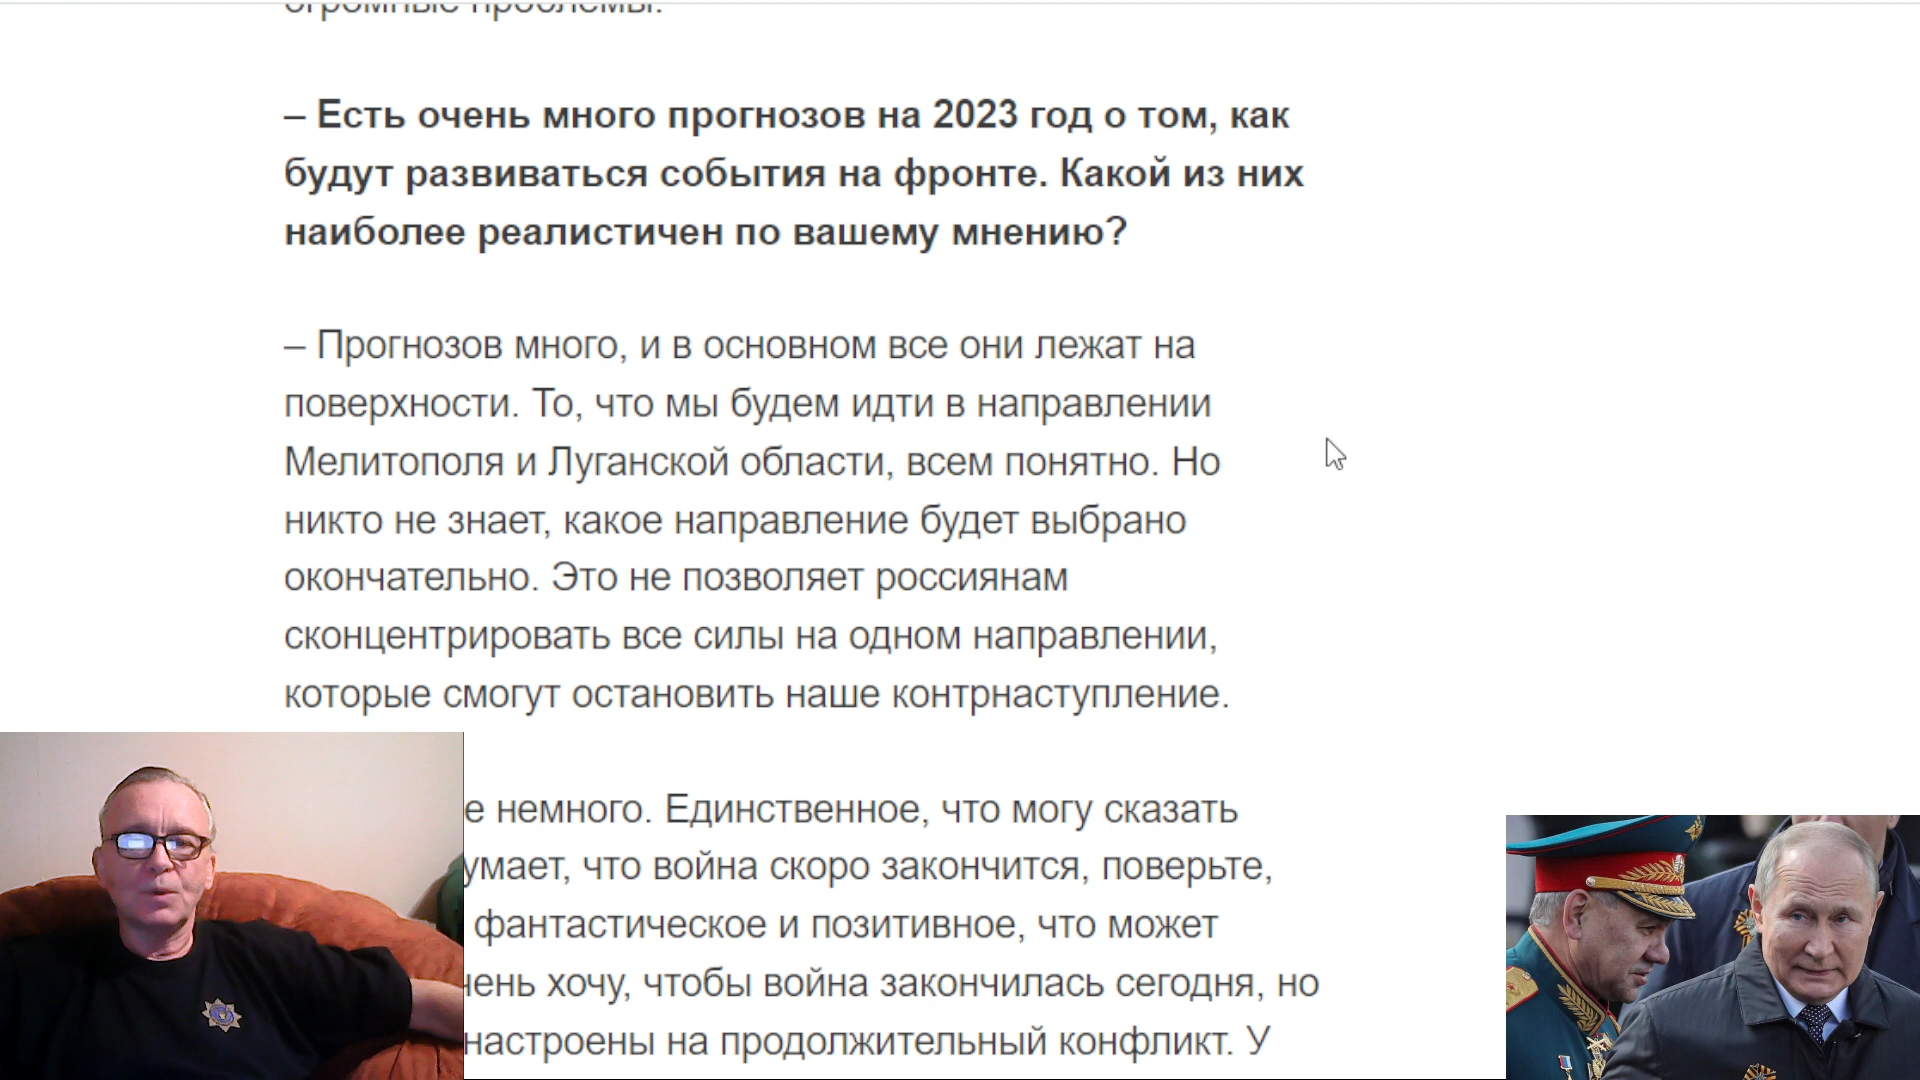 огромные проблемы.
– Есть очень много прогнозов на 2023 год о том, как
будут развиваться события на фронте. Какой из них
наиболее реалистичен по вашему мнению?
– Прогнозов много, и в основном все они лежат на
поверхности. То, что мы будем идти в направлении
Мелитополя и Луганской области, всем понятно. Но
никто не знает, какое направление будет выбрано
окончательно. Это не позволяет россиянам
сконцентрировать все силы на одном направлении,
которые смогут остановить наше контрнаступление.
е немного. Единственное, что могу сказать
умает, что война скоро закончится, поверьте,
фантастическое и позитивное, что может
чень хочу, чтобы война закончилась сегодня, но
настроены на продолжительный конфликт. У